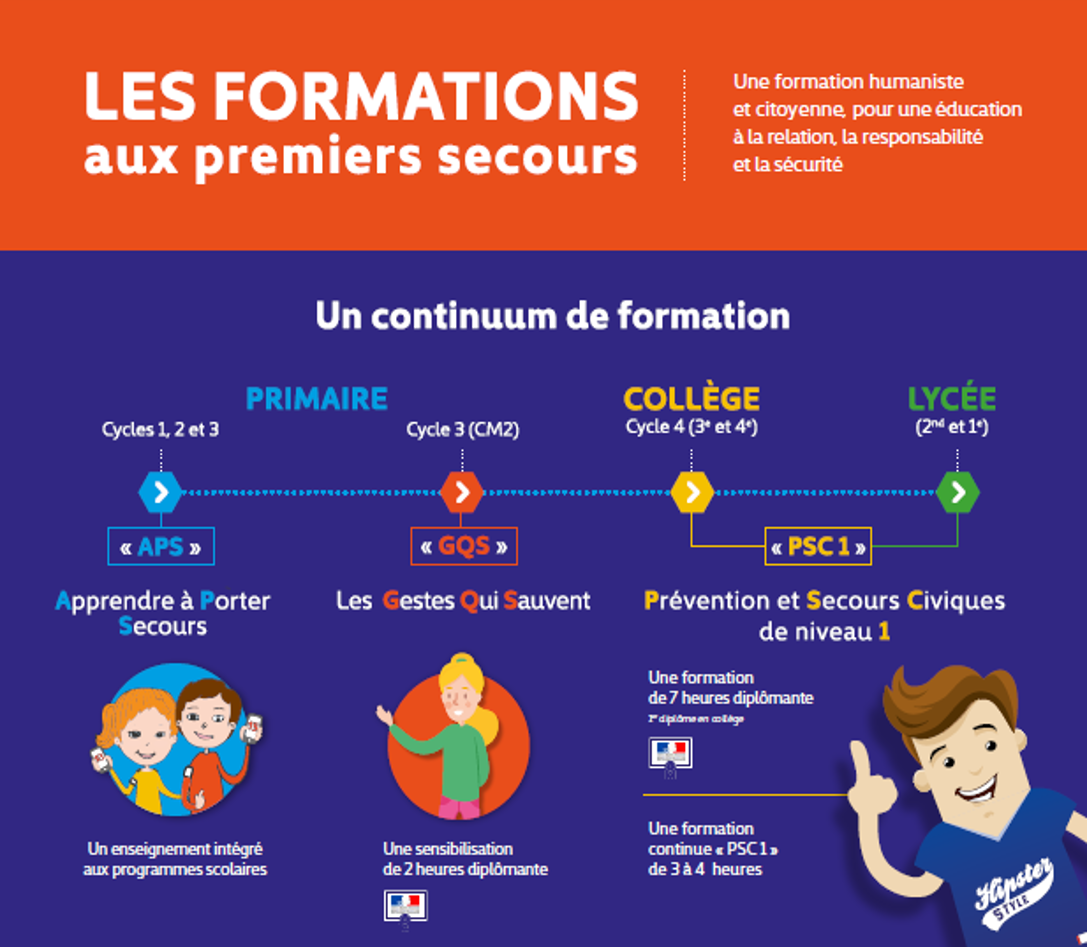 LES FORMATIONS
aux premiers secours
Une formation humaniste
et citoyenne, pour une éducation
à la relation, la responsabilité
et la sécurité
Un continuum de formation
PRIMAIRE
Cycles 1, 2 et 3
Cycle 3 (CM2)
COLLÈGE
Cycle 4 (3e et 4e)
LYCÉE
(2nd et 1e)
« APS »
« GQS »
« PSC 1 »
Apprendre à Porter
Secours
Les Gestes Qui Sauvent
Prévention et Secours Civiques
de niveau 1
Un enseignement intégré
aux programmes scolaires
Une sensibilisation
de 2 heures diplômante
Une formation
de 7 heures diplômante
1er diplôme en collège
Une formation
continue « PSC 1 »
de 3 à 4 heures
Hipster
STYLE